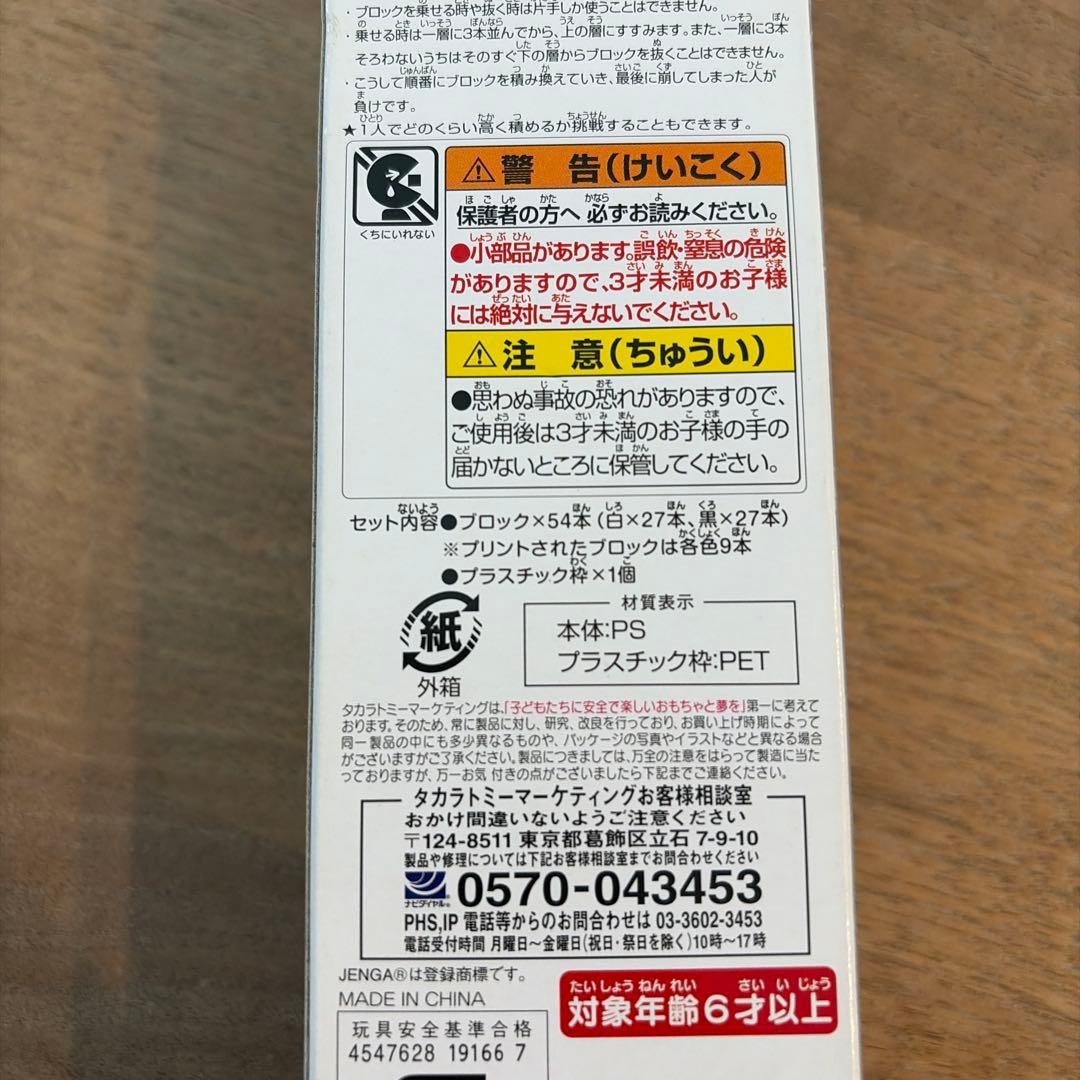 ・ブロックを乗せる時や抜く時は片手しか使うことはできません。
・乗せる時は一層に3本並んでから、上の層にすすみます。また、一層に3本
そろわないうちはそのすぐ下の層からブロックを抜くことはできません。
・こうして順番にブロックを積み換えていき、最後に崩してしまった人が
負けです。
★1人でどのくらい高く積めるか挑戦することもできます。
くちにいれない
⚠警 告(けいこく)
保護者の方へ 必ずお読みください。
●小部品があります。誤飲・窒息の危険
がありますので、3才未満のお子様
には絶対に与えないでください。
⚠注 意(ちゅうい)
●思わぬ事故の恐れがありますので、
ご使用後は3才未満のお子様の手の
届かないところに保管してください。
セット内容●ブロック×54本(白×27本、黒×27本)
※プリントされたブロックは各色9本
●プラスチック枠×1個
紙
外箱
材質表示
本体:PS
プラスチック枠:PET
タカラトミーマーケティングは、「子どもたちに安全で楽しいおもちゃと夢を」第一に考えて
おります。そのため、常に製品に対し、研究、改良を行っており、お買い上げ時期によって
同一製品の中にも多少異なるものや、パッケージの写真やイラストなどと異なる場合
がございますがご了承ください。製品につきましては、万全の注意をはらって製造に当た
っておりますが、万一お気付きの点がございましたら下記までご連絡ください。
タカラトミーマーケティングお客様相談室
おかけ間違いないようご注意ください
〒124-8511 東京都葛飾区立石 7-9-10
製品や修理については下記お客様相談室までお問合わせください
ナビダイヤル® 0570-043453
PHS,IP 電話等からのお問合わせは 03-3602-3453
電話受付時間 月曜日〜金曜日(祝日・祭日を除く)10時〜17時
JENGA®は登録商標です。
MADE IN CHINA
たいしょうねんれい さいいじょう
対象年齢6才以上
玩具安全基準合格
4547628 19166 7